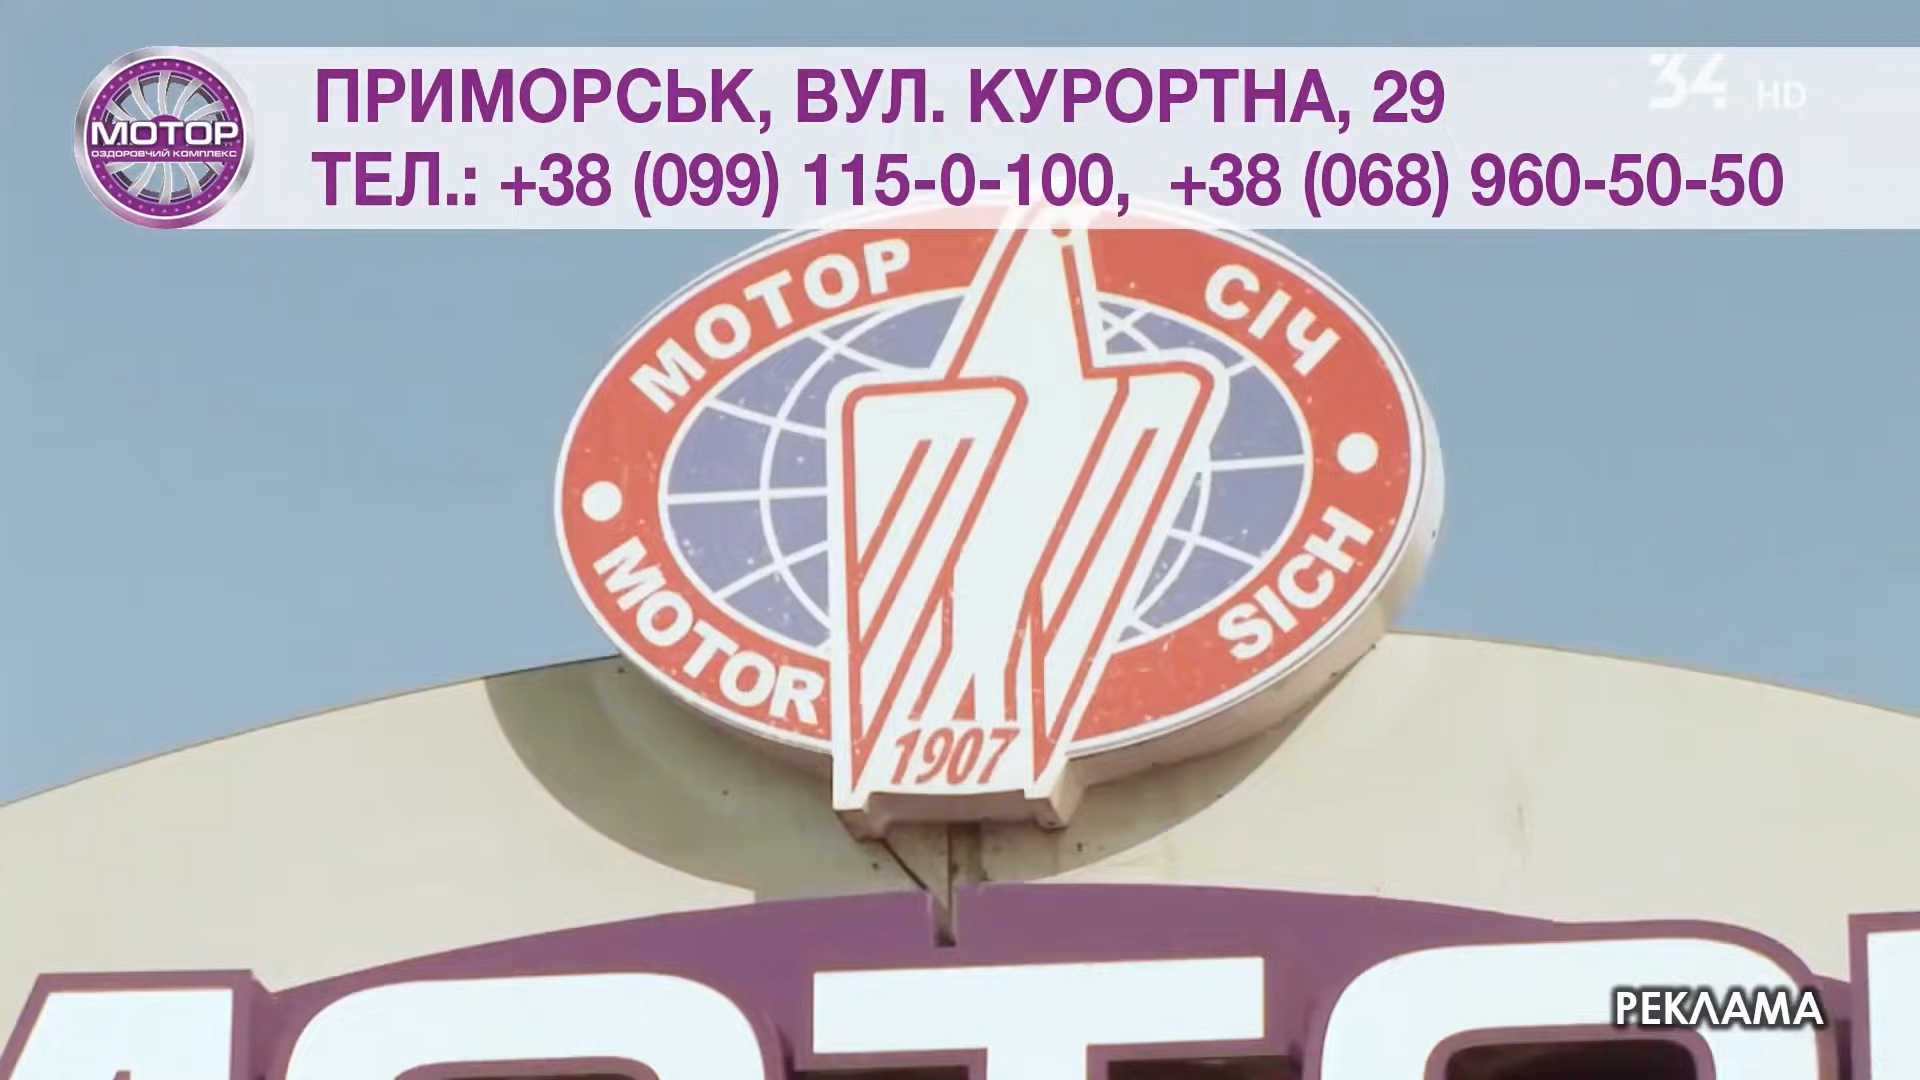 МОТОР
ОЗДОРОВЧИЙ КОМПЛЕКС
ПРИМОРСЬК, ВУЛ. КУРОРТНА, 29
ТЕЛ.: +38 (099) 115-0-100, +38 (068) 960-50-50
34 HD
МОТОР СІЧ
MOTOR SICH
1907
МОТО
РЕКЛАМА